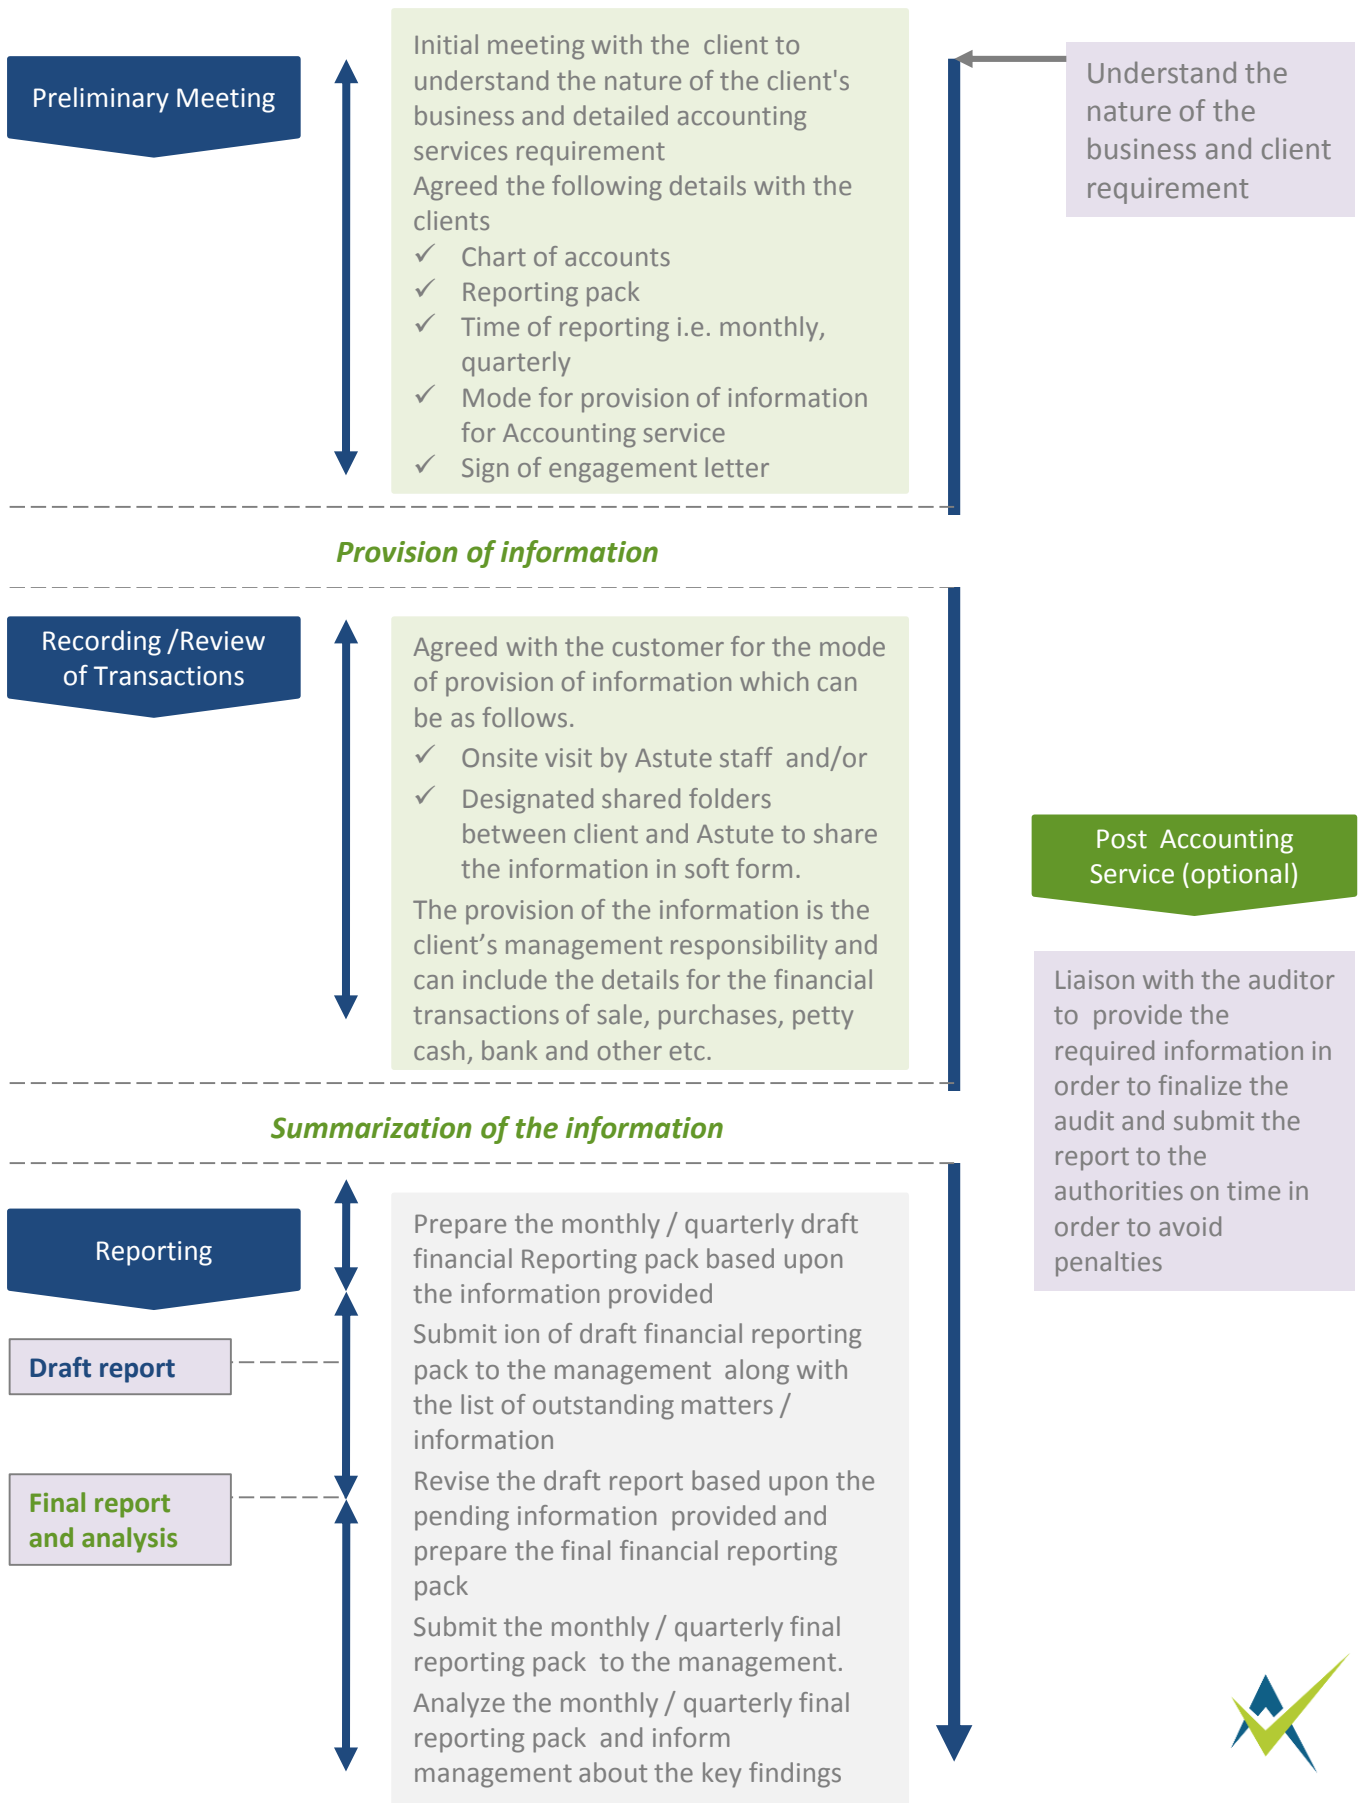 Preliminary Meeting
Initial meeting with the client to
understand the nature of the client's
business and detailed accounting
services requirement
Agreed the following details with the
clients
✓ Chart of accounts
✓ Reporting pack
✓ Time of reporting i.e. monthly,
quarterly
✓ Mode for provision of information
for Accounting service
✓ Sign of engagement letter
Understand the
nature of the
business and client
requirement
Provision of information
Recording /Review
of Transactions
Agreed with the customer for the mode
of provision of information which can
be as follows.
✓ Onsite visit by Astute staff and/or
✓ Designated shared folders
between client and Astute to share
the information in soft form.
The provision of the information is the
client’s management responsibility and
can include the details for the financial
transactions of sale, purchases, petty
cash, bank and other etc.
Post Accounting
Service (optional)
Liaison with the auditor
to provide the
required information in
order to finalize the
audit and submit the
report to the
authorities on time in
order to avoid
penalties
Summarization of the information
Reporting
Draft report
Final report
and analysis
Prepare the monthly / quarterly draft
financial Reporting pack based upon
the information provided
Submit ion of draft financial reporting
pack to the management along with
the list of outstanding matters /
information
Revise the draft report based upon the
pending information provided and
prepare the final financial reporting
pack
Submit the monthly / quarterly final
reporting pack to the management.
Analyze the monthly / quarterly final
reporting pack and inform
management about the key findings